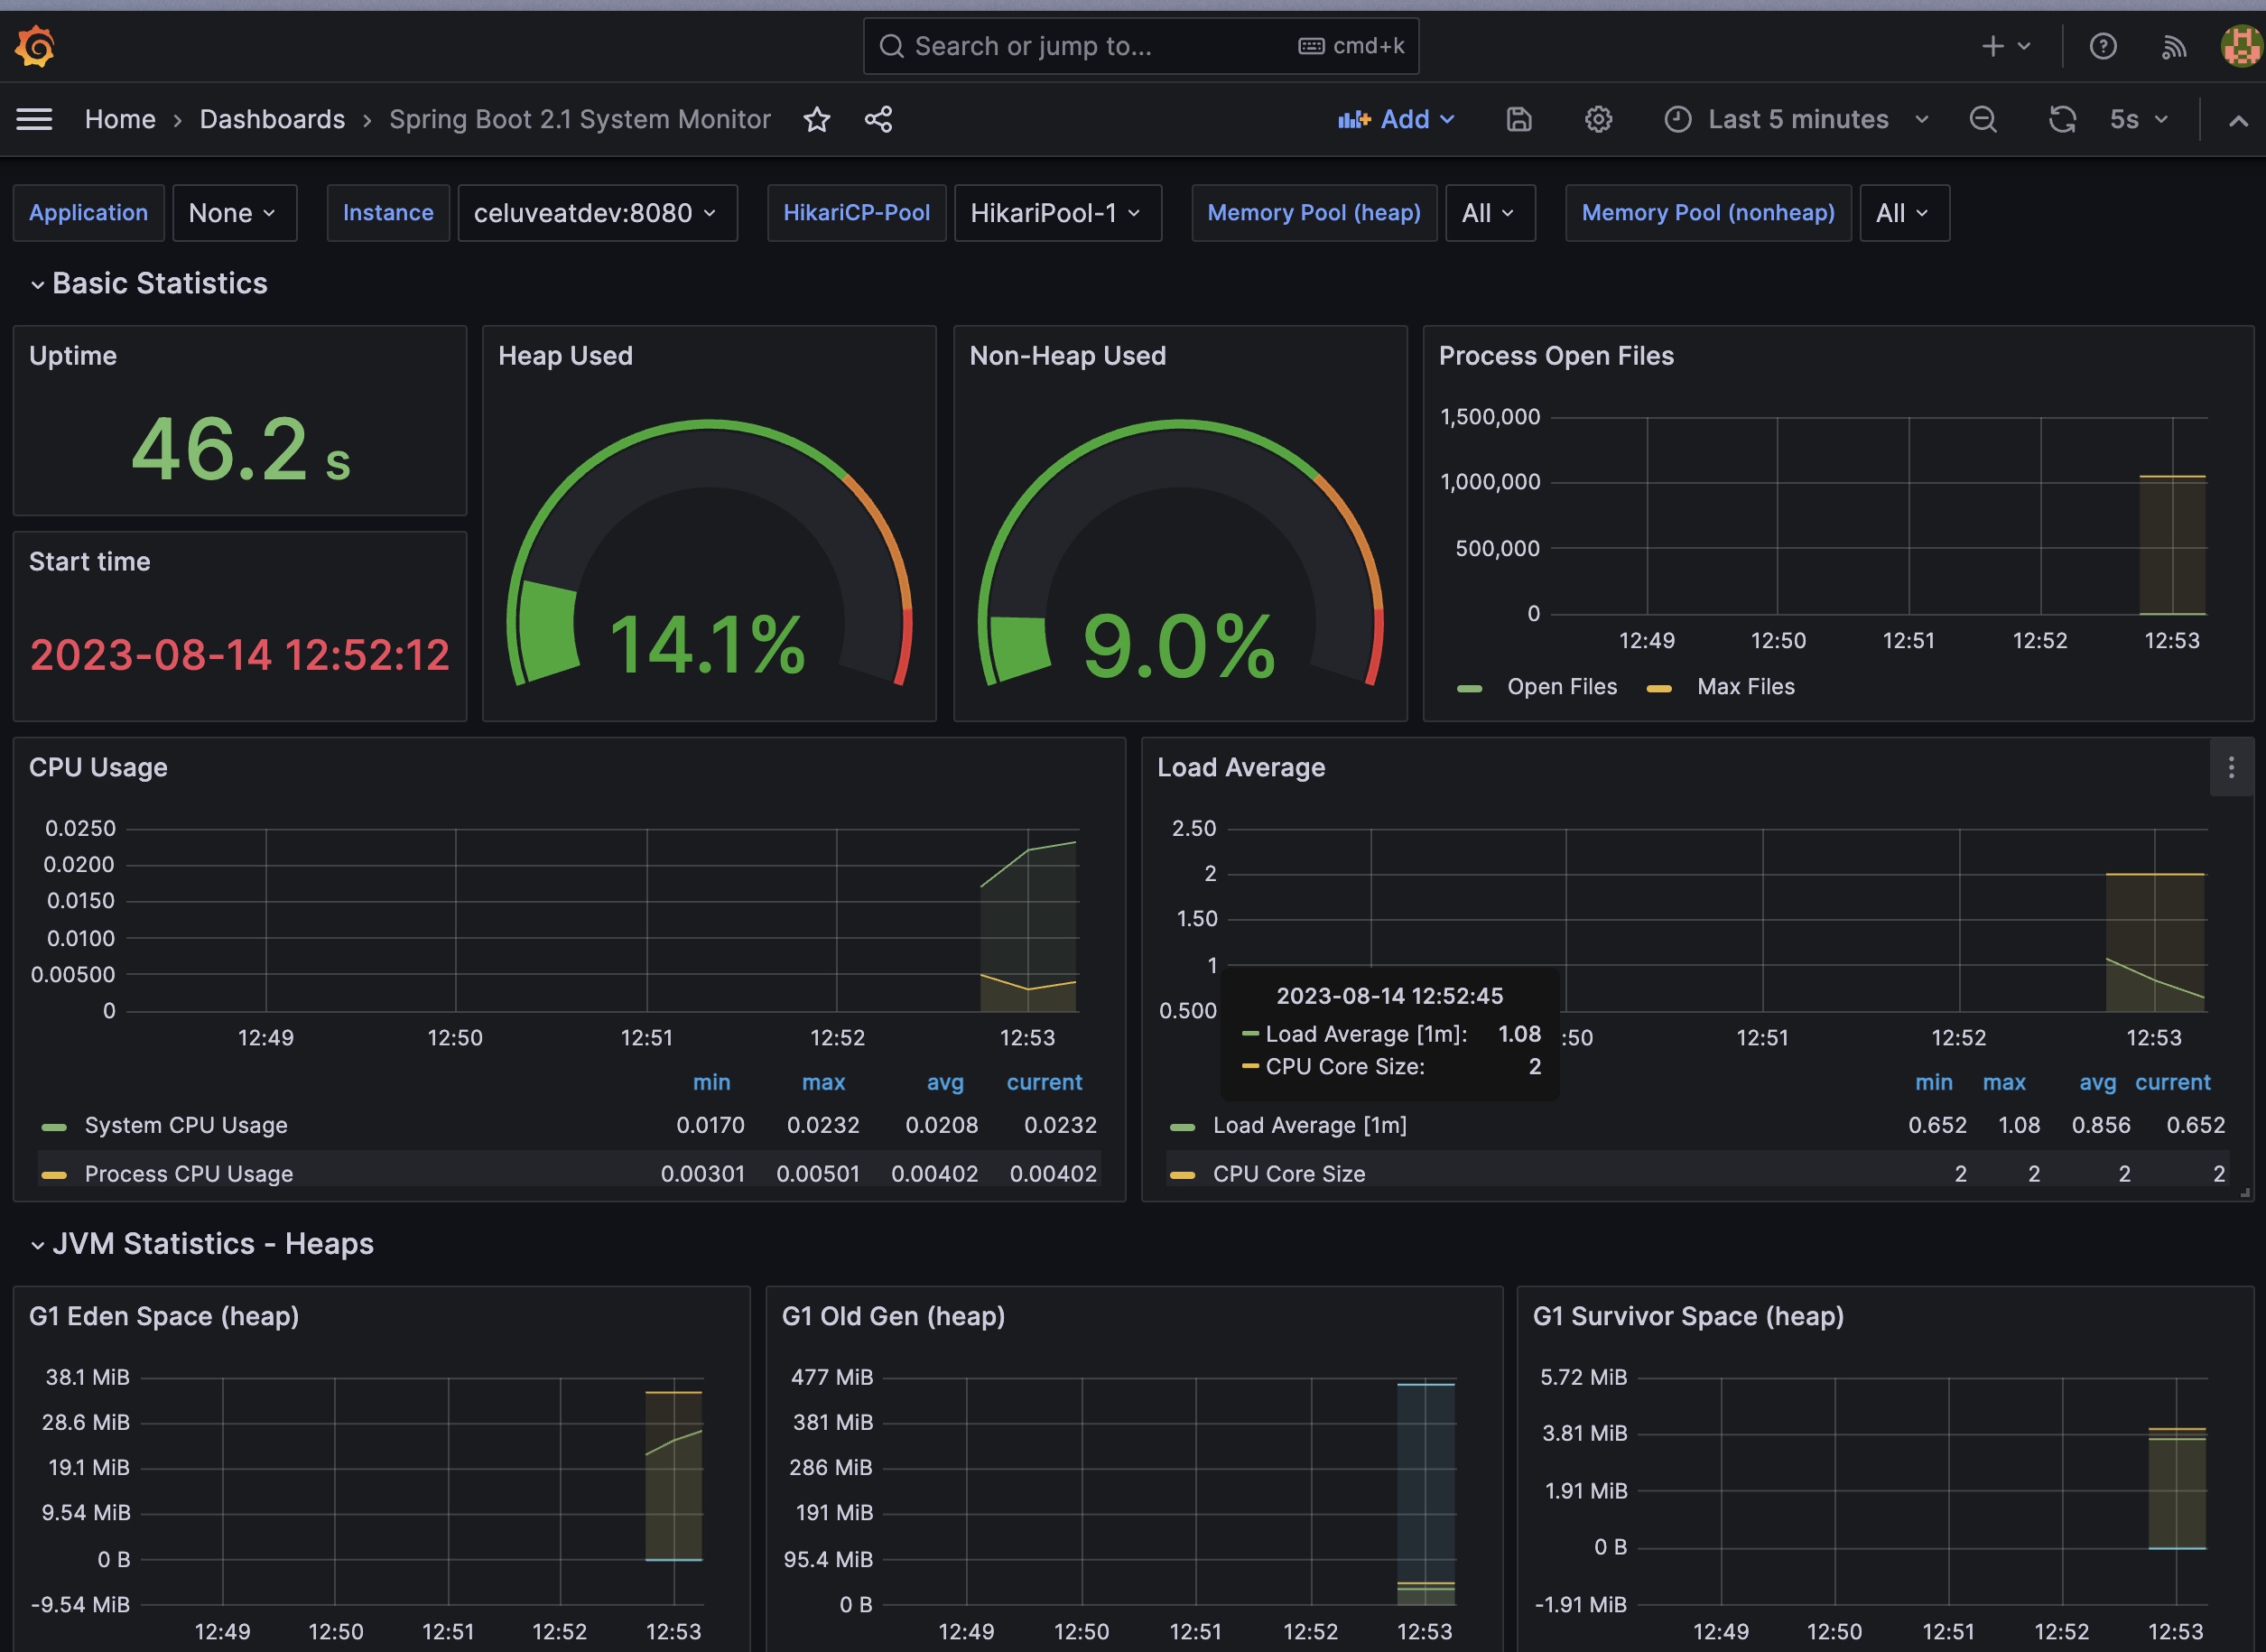 Search or jump to... cmd+k
Home › Dashboards › Spring Boot 2.1 System Monitor Add Last 5 minutes 5s
Application None Instance celuveatdev:8080 HikariCP-Pool HikariPool-1 Memory Pool (heap) All Memory Pool (nonheap) All
Basic Statistics
Uptime
46.2 s
Start time
2023-08-14 12:52:12
Heap Used
14.1%
Non-Heap Used
9.0%
Process Open Files
1,500,000
1,000,000
500,000
0
12:49 12:50 12:51 12:52 12:53
Open Files Max Files
CPU Usage
0.0250
0.0200
0.0150
0.0100
0.00500
0
12:49 12:50 12:51 12:52 12:53
min max avg current
System CPU Usage 0.0170 0.0232 0.0208 0.0232
Process CPU Usage 0.00301 0.00501 0.00402 0.00402
Load Average
2.50
2
1.50
1
0.500
2023-08-14 12:52:45
Load Average [1m]: 1.08
CPU Core Size: 2
:50 12:51 12:52 12:53
min max avg current
Load Average [1m] 0.652 1.08 0.856 0.652
CPU Core Size 2 2 2 2
JVM Statistics - Heaps
G1 Eden Space (heap)
38.1 MiB
28.6 MiB
19.1 MiB
9.54 MiB
0 B
-9.54 MiB
12:49 12:50 12:51 12:52 12:53
G1 Old Gen (heap)
477 MiB
381 MiB
286 MiB
191 MiB
95.4 MiB
0 B
12:49 12:50 12:51 12:52 12:53
G1 Survivor Space (heap)
5.72 MiB
3.81 MiB
1.91 MiB
0 B
-1.91 MiB
12:49 12:50 12:51 12:52 12:53